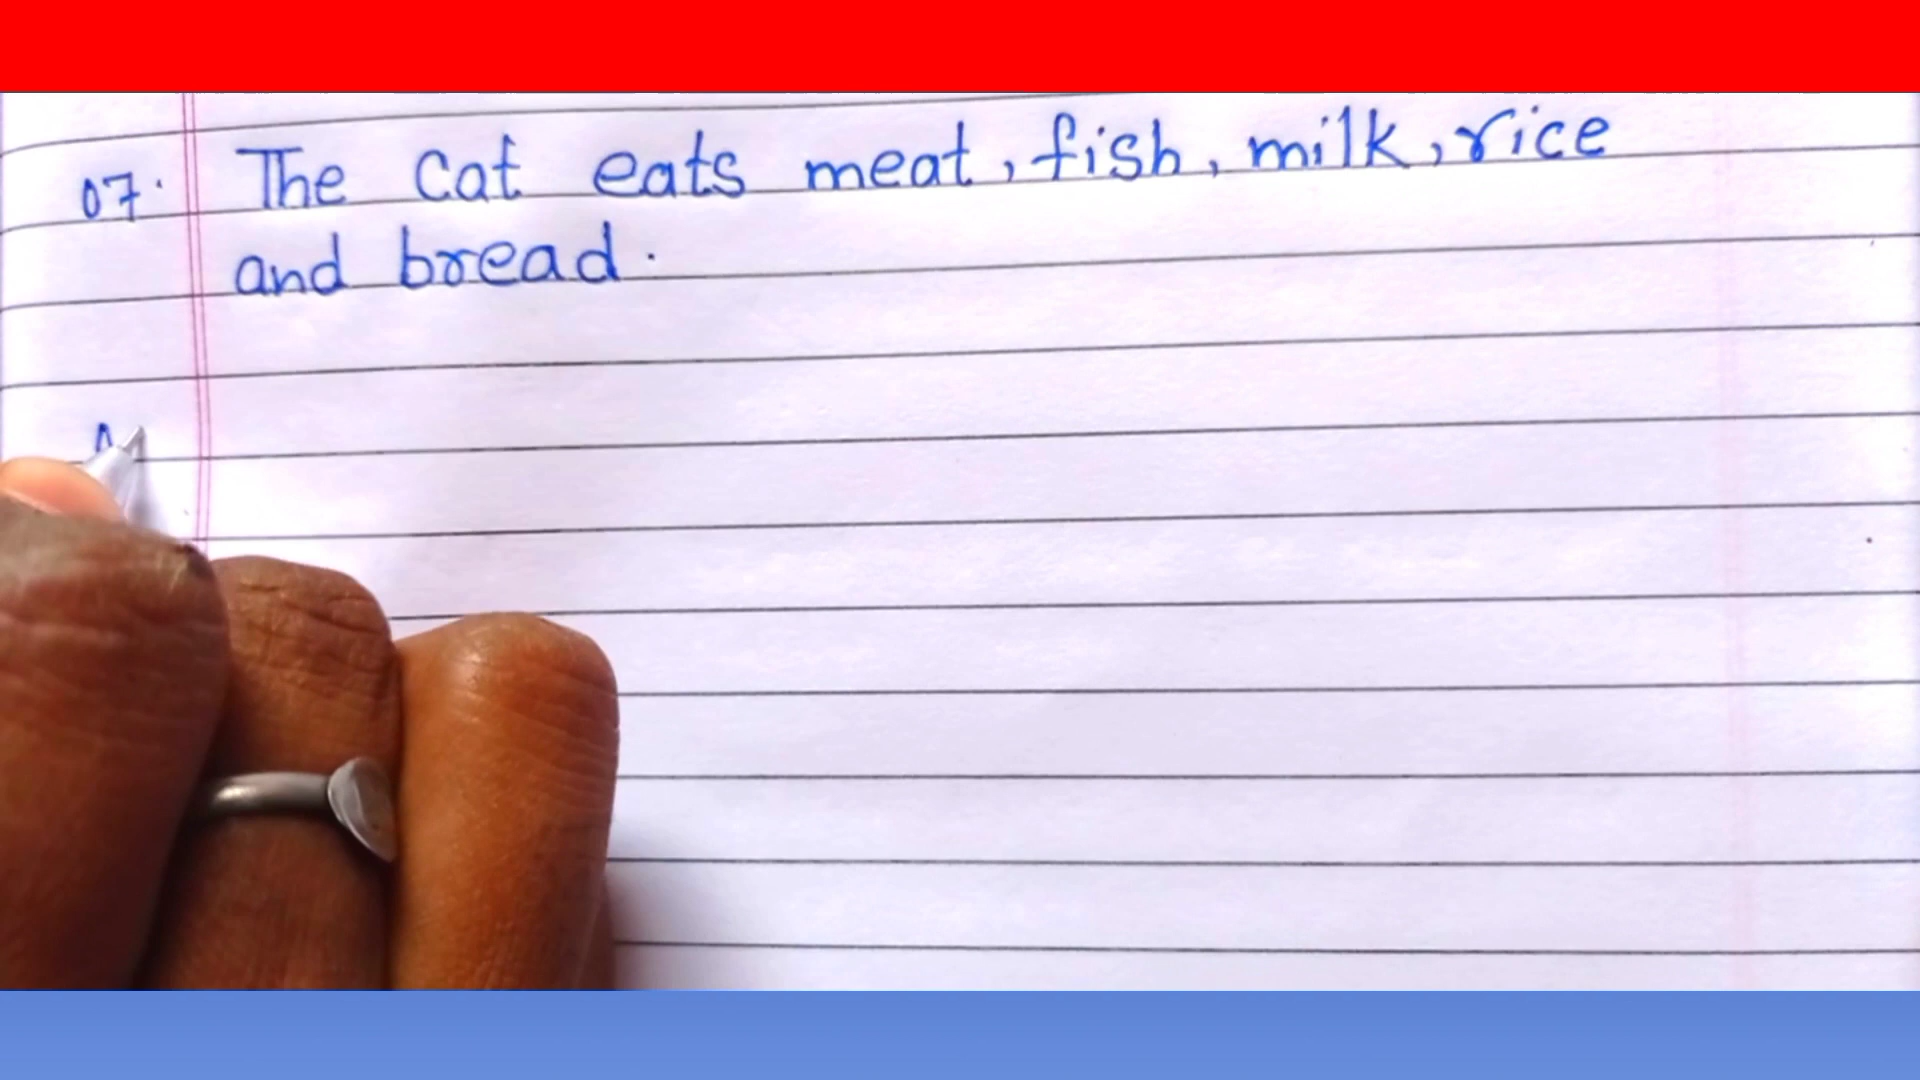 07. The Cat eats meat, fish, milk, rice
and bread.